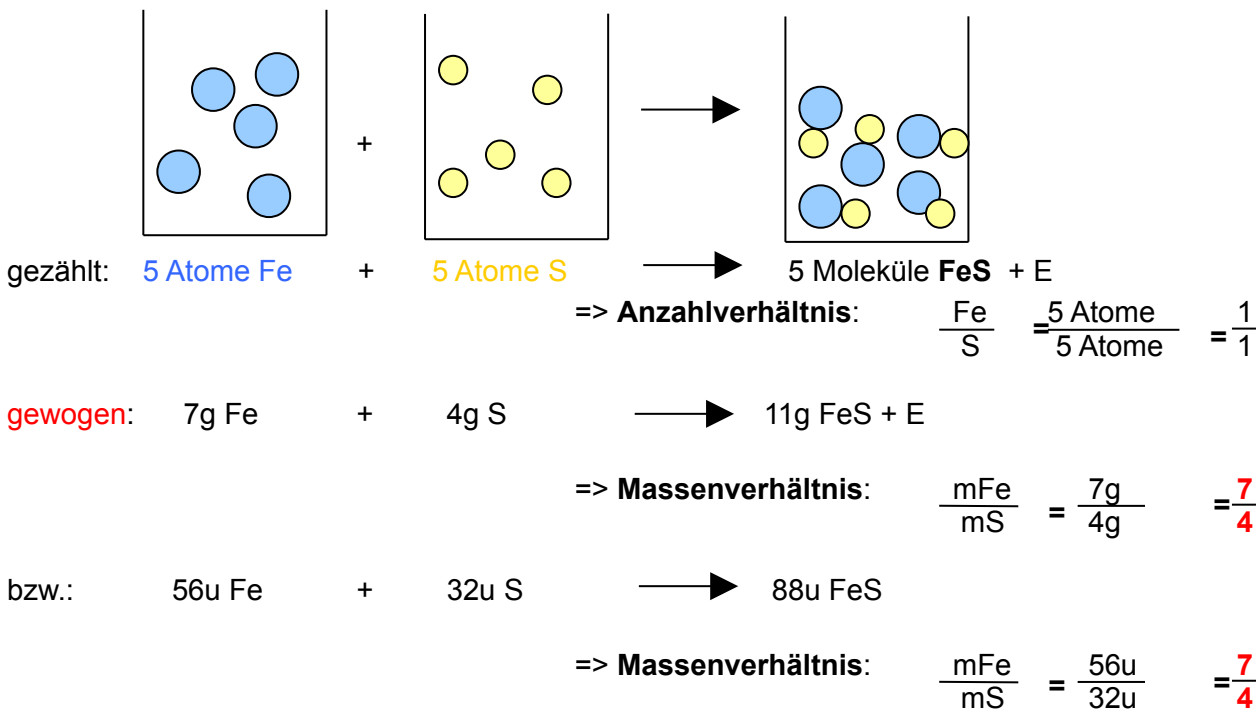 +
gezählt: 5 Atome Fe + 5 Atome S 5 Moleküle FeS + E
=> Anzahlverhältnis: Fe/S = 5 Atome/5 Atome = 1/1
gewogen: 7g Fe + 4g S 11g FeS + E
=> Massenverhältnis: mFe/mS = 7g/4g = 7/4
bzw.: 56u Fe + 32u S 88u FeS
=> Massenverhältnis: mFe/mS = 56u/32u = 7/4